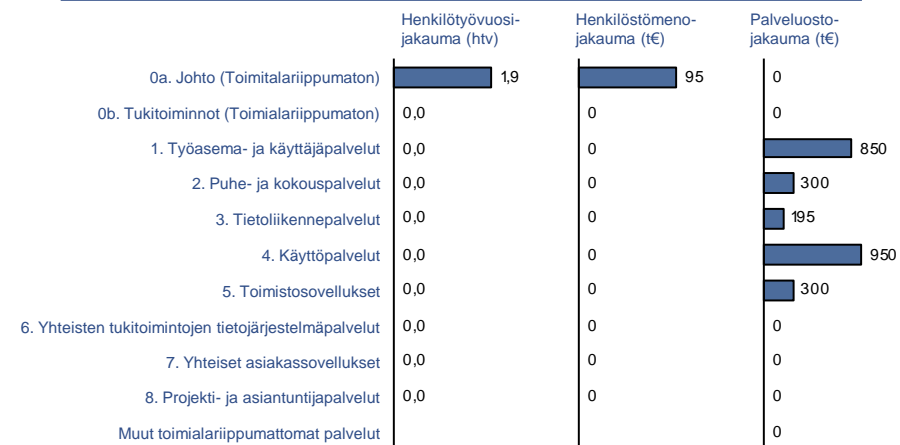 Henkilötyövuosi-
jakauma (htv)
Henkilöstömeno-
jakauma (t€)
Palveluosto-
jakauma (t€)
0a. Johto (Toimitalariippumaton) 1,9 95 0
0b. Tukitoiminnot (Toimialariippumaton) 0,0 0 0
1. Työasema- ja käyttäjäpalvelut 0,0 0 850
2. Puhe- ja kokouspalvelut 0,0 0 300
3. Tietoliikennepalvelut 0,0 0 195
4. Käyttöpalvelut 0,0 0 950
5. Toimistosovellukset 0,0 0 300
6. Yhteisten tukitoimintojen tietojärjestelmäpalvelut 0,0 0 0
7. Yhteiset asiakassovellukset 0,0 0 0
8. Projekti- ja asiantuntijapalvelut 0,0 0 0
Muut toimialariippumattomat palvelut 0